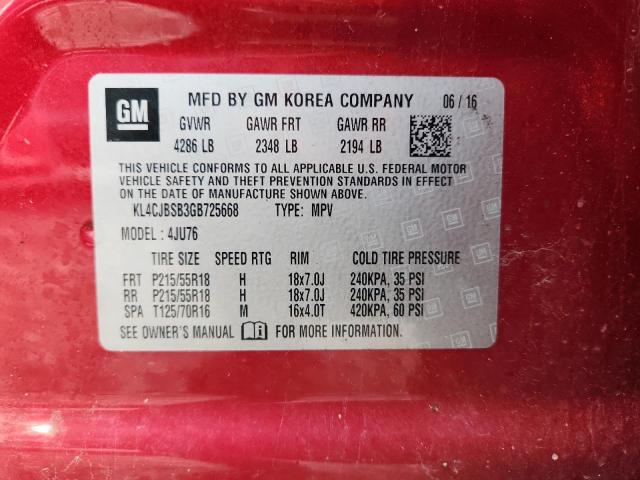 GM MFD BY GM KOREA COMPANY 06 / 16
GVWR GAWR FRT GAWR RR
4286 LB 2348 LB 2194 LB
THIS VEHICLE CONFORMS TO ALL APPLICABLE U.S. FEDERAL MOTOR
VEHICLE SAFETY AND THEFT PREVENTION STANDARDS IN EFFECT
ON THE DATE OF MANUFACTURE SHOWN ABOVE.
KL4CJBSB3GB725668 TYPE: MPV
MODEL : 4JU76
TIRE SIZE SPEED RTG RIM COLD TIRE PRESSURE
FRT P215/55R18 H 18x7.0J 240KPA, 35 PSI
RR P215/55R18 H 18x7.0J 240KPA, 35 PSI
SPA T125/70R16 M 16x4.0T 420KPA, 60 PSI
SEE OWNER'S MANUAL FOR MORE INFORMATION.